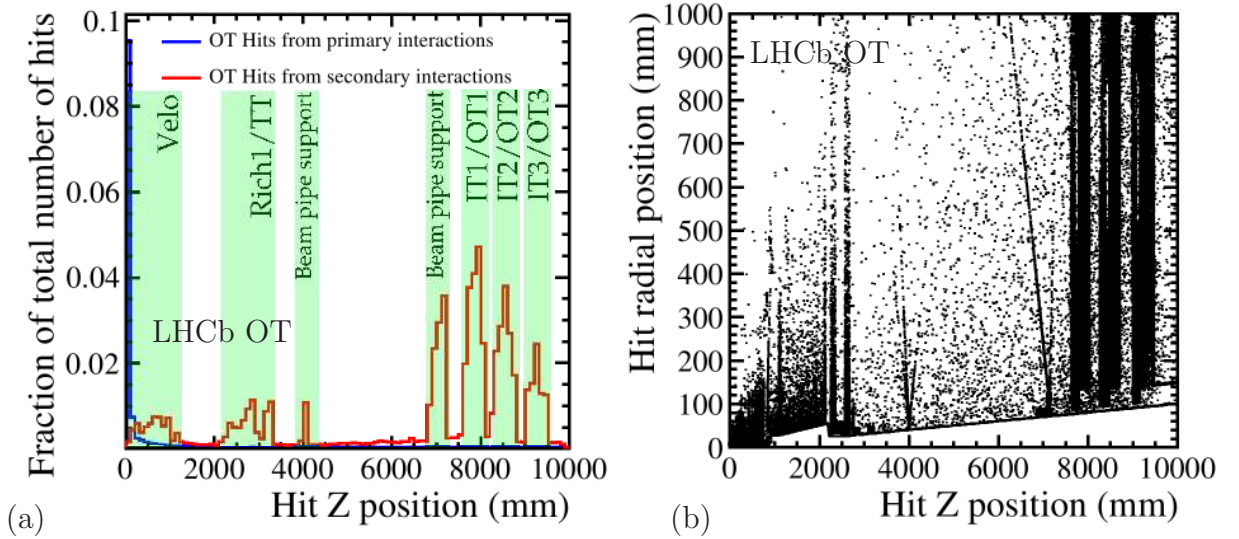 0.1
0.08
0.06
0.04
0.02
Fraction of total number of hits
OT Hits from primary interactions
OT Hits from secondary interactions
Velo
Rich1/TT
Beam pipe support
Beam pipe support
IT1/OT1
IT2/OT2
IT3/OT3
LHCb OT
0 2000 4000 6000 8000 10000
Hit Z position (mm)
(a)
1000
900
800
700
600
500
400
300
200
100
0
Hit radial position (mm)
LHCb OT
0 2000 4000 6000 8000 10000
Hit Z position (mm)
(b)